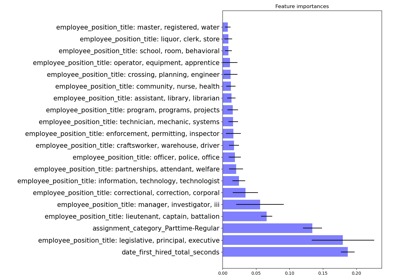 Feature importances
employee_position_title: master, registered, water
employee_position_title: liquor, clerk, store
employee_position_title: school, room, behavioral
employee_position_title: operator, equipment, apprentice
employee_position_title: crossing, planning, engineer
employee_position_title: community, nurse, health
employee_position_title: assistant, library, librarian
employee_position_title: program, programs, projects
employee_position_title: technician, mechanic, systems
employee_position_title: enforcement, permitting, inspector
employee_position_title: craftsworker, warehouse, driver
employee_position_title: officer, police, office
employee_position_title: partnerships, attendant, welfare
employee_position_title: information, technology, technologist
employee_position_title: correctional, correction, corporal
employee_position_title: manager, investigator, iii
employee_position_title: lieutenant, captain, battalion
assignment_category_Parttime-Regular
employee_position_title: legislative, principal, executive
date_first_hired_total_seconds
0.00 0.05 0.10 0.15 0.20